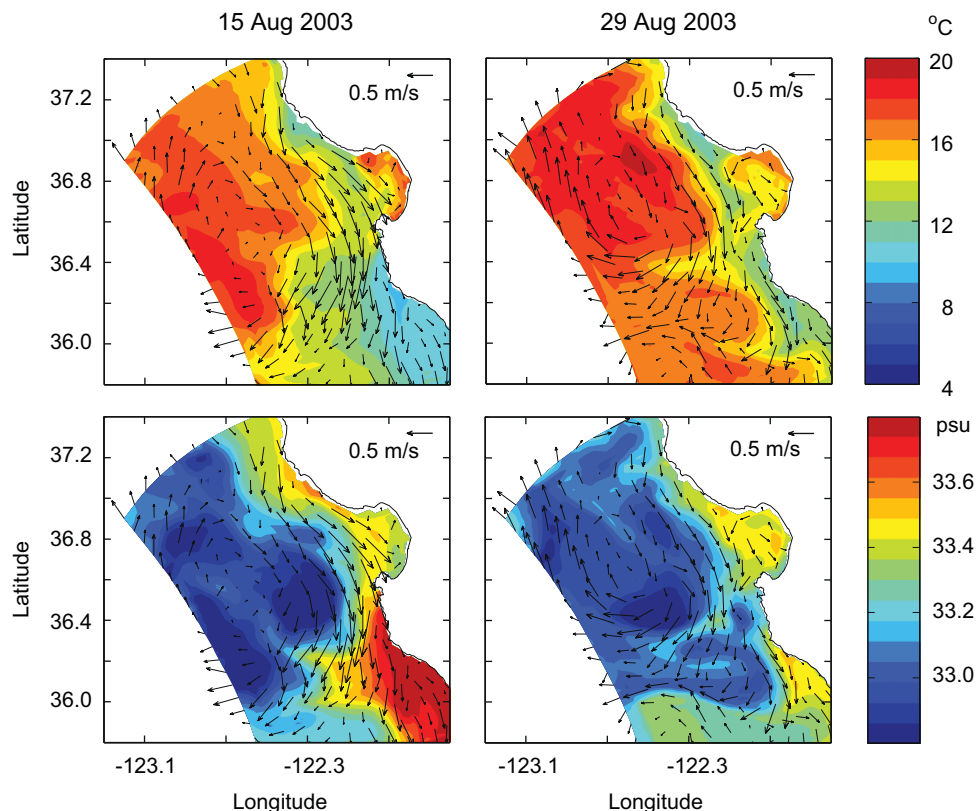 15 Aug 2003
29 Aug 2003
°C
0.5 m/s
0.5 m/s
20
16
12
8
4
37.2
36.8
36.4
36.0
Latitude
0.5 m/s
0.5 m/s
psu
33.6
33.4
33.2
33.0
37.2
36.8
36.4
36.0
Latitude
-123.1
-122.3
-123.1
-122.3
Longitude
Longitude